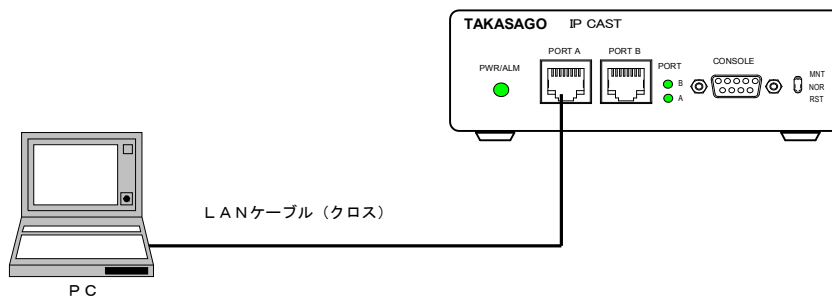 TAKASAGO IP CAST
PORT A
PORT B
PWR/ALM
PORT
B
A
CONSOLE
MNT
NOR
RST
ＬＡＮケーブル（クロス）
ＰＣ